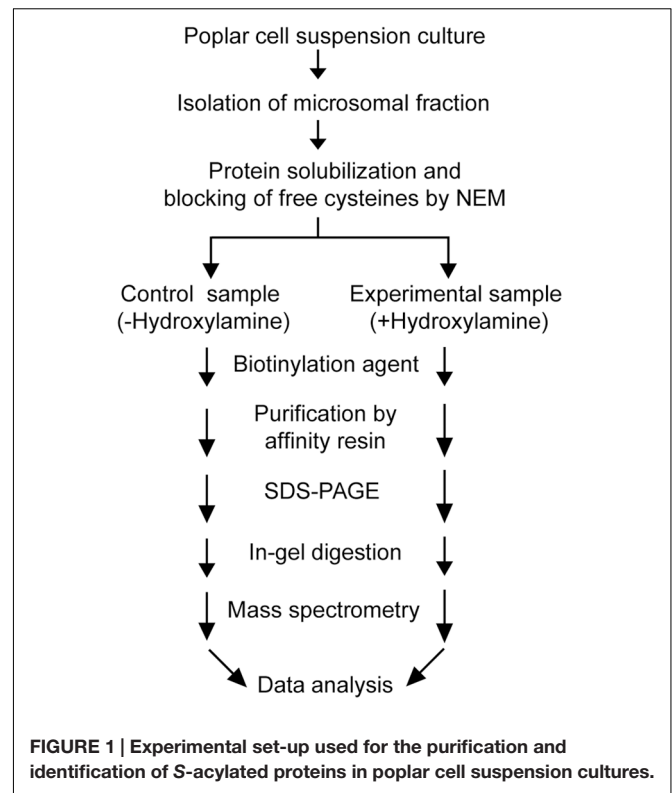 Poplar cell suspension culture
Isolation of microsomal fraction
Protein solubilization and
blocking of free cysteines by NEM
Control sample
(-Hydroxylamine)
Experimental sample
(+Hydroxylamine)
Biotinylation agent
Purification by
affinity resin
SDS-PAGE
In-gel digestion
Mass spectrometry
Data analysis
FIGURE 1 | Experimental set-up used for the purification and
identification of S-acylated proteins in poplar cell suspension cultures.